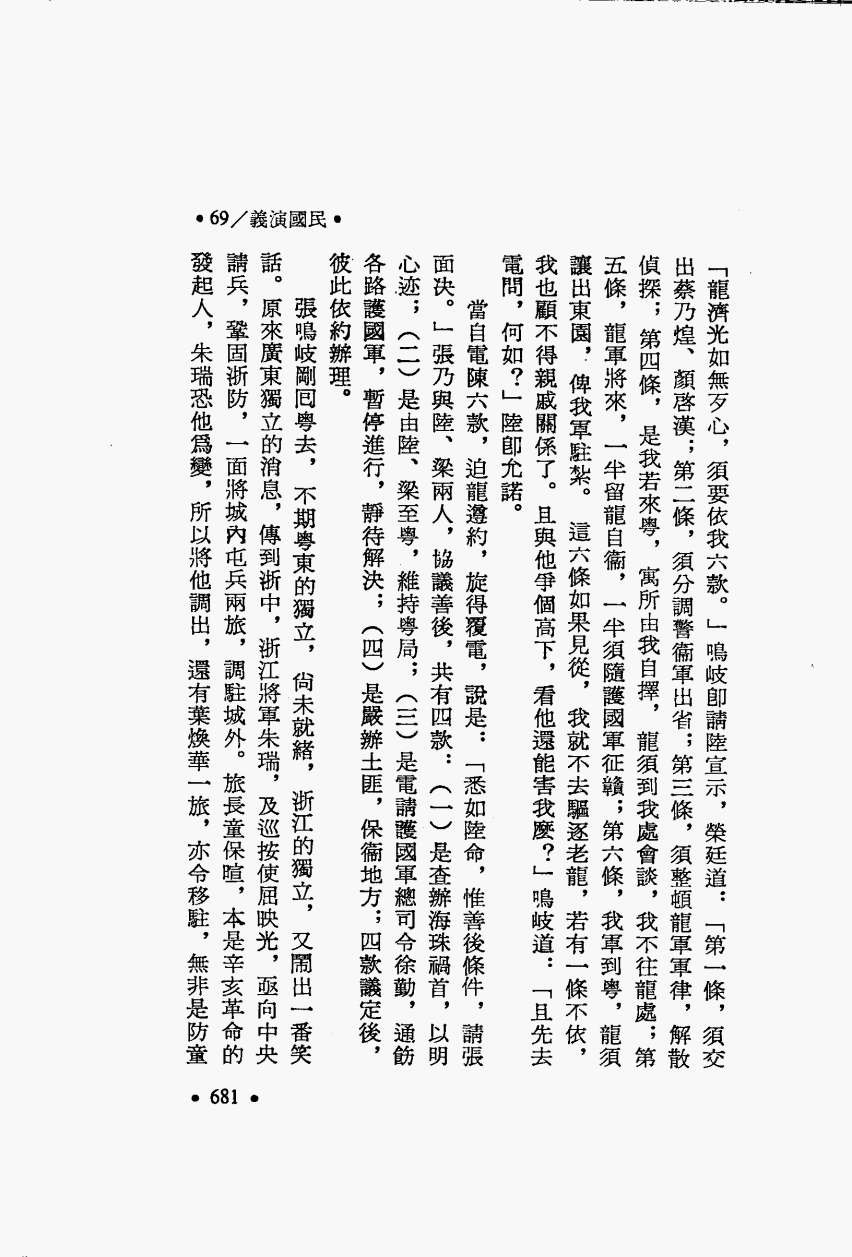 •69／義演國民•
「龍濟光如無歹心，須要依我六款。」鳴岐卽請陸宣示，榮廷道：「第一條，須交
出蔡乃煌、顏啓漢；第二條，須分調警衞軍出省；第三條，須整頓龍軍軍律，解散
偵探；第四條，是我若來粵，寓所由我自擇，龍須到我處會談，我不往龍處；第
五條，龍軍將來，一半留龍自衞，一半須隨護國軍征贛；第六條，我軍到粵，龍須
讓出東園，俾我軍駐紮。這六條如果見從，我就不去驅逐老龍，若有一條不依，
我也顧不得親戚關係了。且與他爭個高下，看他還能害我麼？」鳴岐道：「且先去
電問，何如？」陸卽允諾。
當自電陳六款，迫龍遵約，旋得覆電，說是：「悉如陸命，惟善後條件，請張
面決。」張乃與陸、梁兩人，協議善後，共有四款：（一）是查辦海珠禍首，以明
心迹；（二）是由陸、梁至粵，維持粵局；（三）是電請護國軍總司令徐勤，通飭
各路護國軍，暫停進行，靜待解決；（四）是嚴辦土匪，保衞地方；四款議定後，
彼此依約辦理。
張鳴岐剛囘粵去，不期粵東的獨立，尙未就緒，浙江的獨立，又鬧出一番笑
話。原來廣東獨立的消息，傳到浙中，浙江將軍朱瑞，及巡按使屈映光，亟向中央
請兵，鞏固浙防，一面將城內屯兵兩旅，調駐城外。旅長童保暄，本是辛亥革命的
發起人，朱瑞恐他爲變，所以將他調出，還有葉煥華一旅，亦令移駐，無非是防童
•681•